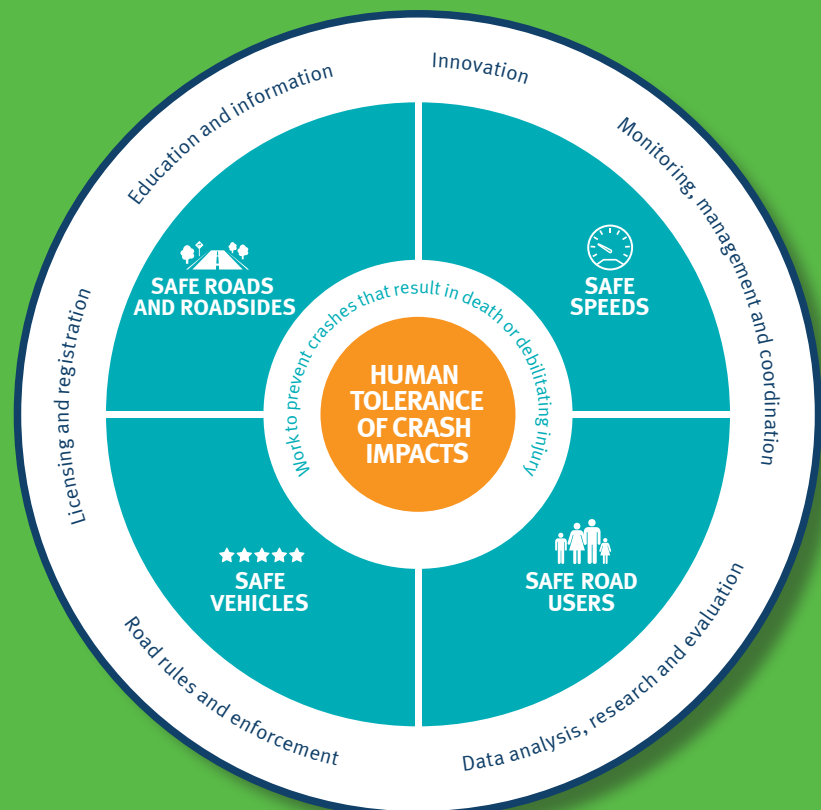 Education and information
Innovation
Monitoring, management and coordination
SAFE ROADS
AND ROADSIDES
SAFE
SPEEDS
Work to prevent crashes that result in death or debilitating injury
HUMAN
TOLERANCE
OF CRASH
IMPACTS
Licensing and registration
SAFE
VEHICLES
SAFE ROAD
USERS
Road rules and enforcement
Data analysis, research and evaluation